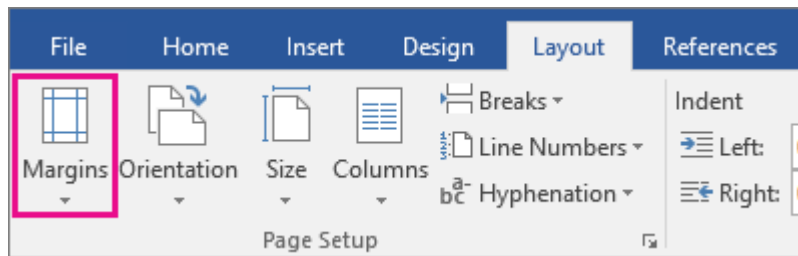 File Home Insert Design Layout References
Breaks Indent
Line Numbers Left:
Margins Orientation Size Columns
Hyphenation Right:
Page Setup